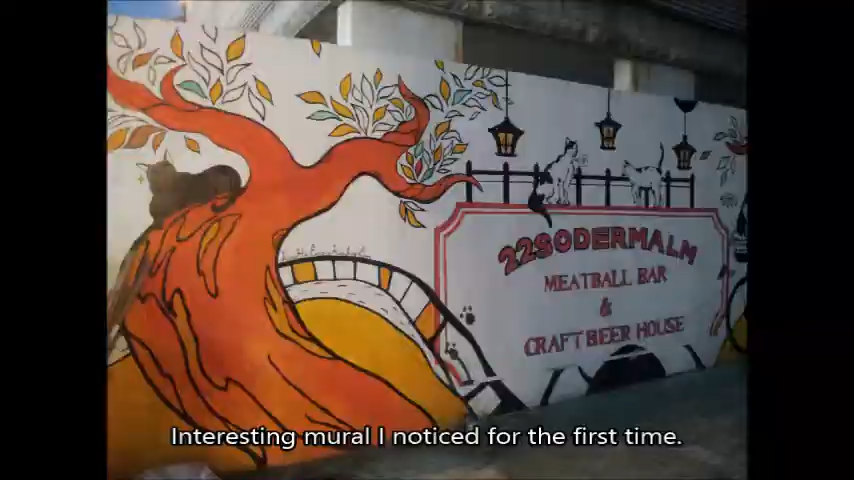 22SODERMALM
MEATBALL BAR
&
CRAFT BEER HOUSE
Interesting mural I noticed for the first time.